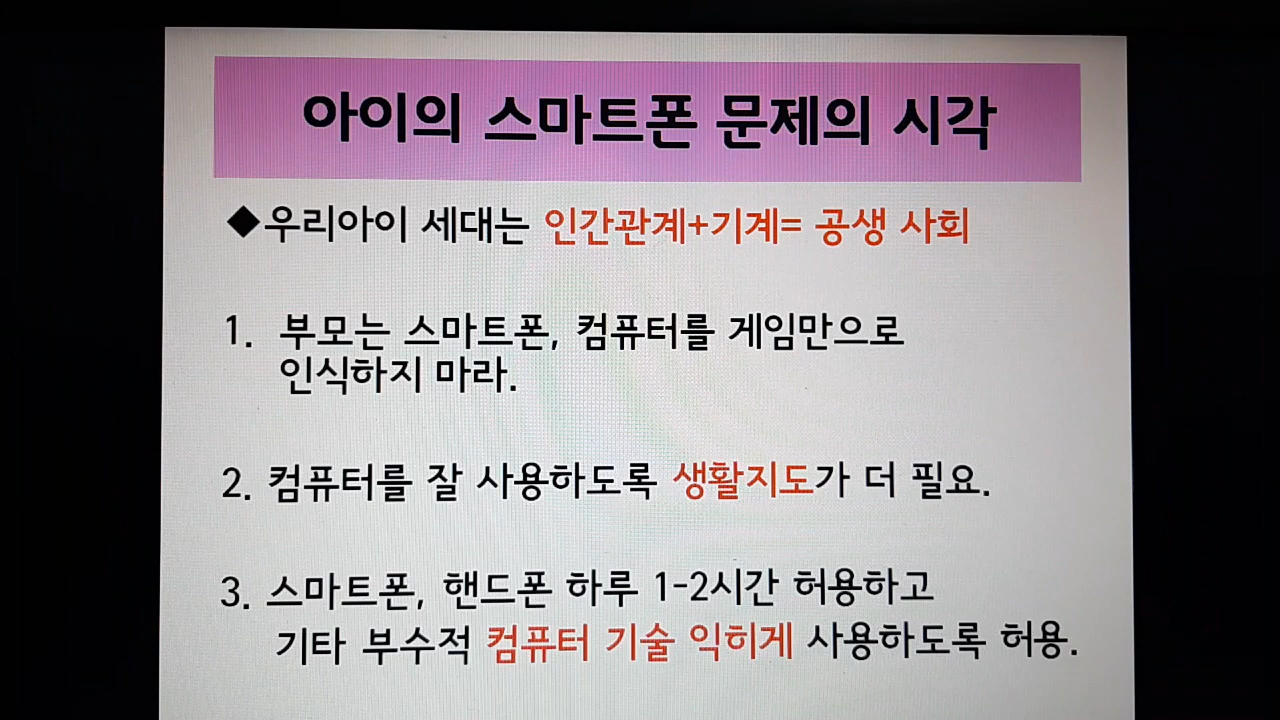 아이의 스마트폰 문제의 시각
◆우리아이 세대는 인간관계+기계= 공생 사회
1. 부모는 스마트폰, 컴퓨터를 게임만으로
인식하지 마라.
2. 컴퓨터를 잘 사용하도록 생활지도가 더 필요.
3. 스마트폰, 핸드폰 하루 1-2시간 허용하고
기타 부수적 컴퓨터 기술 익히게 사용하도록 허용.